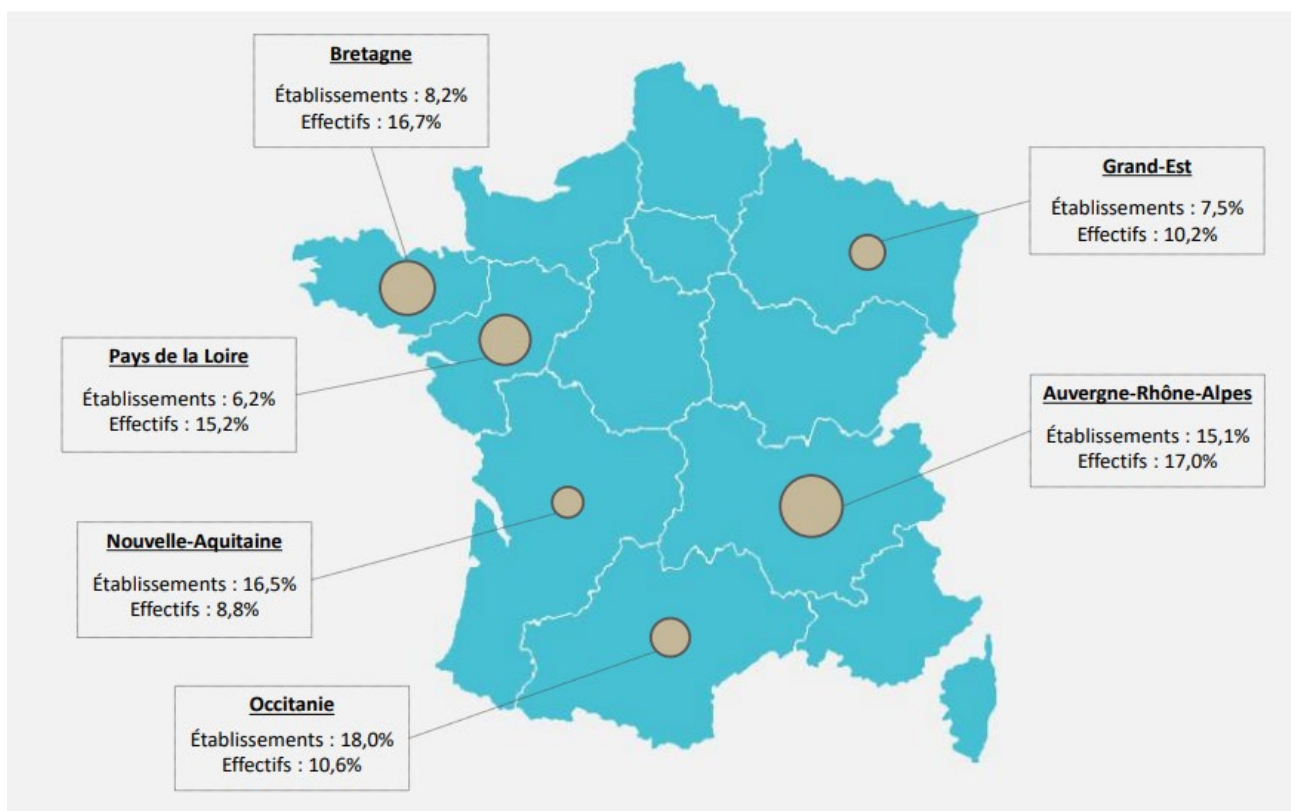 Bretagne
Établissements : 8,2%
Effectifs : 16,7%
Grand-Est
Établissements : 7,5%
Effectifs : 10,2%
Pays de la Loire
Établissements : 6,2%
Effectifs : 15,2%
Auvergne-Rhône-Alpes
Établissements : 15,1%
Effectifs : 17,0%
Nouvelle-Aquitaine
Établissements : 16,5%
Effectifs : 8,8%
Occitanie
Établissements : 18,0%
Effectifs : 10,6%